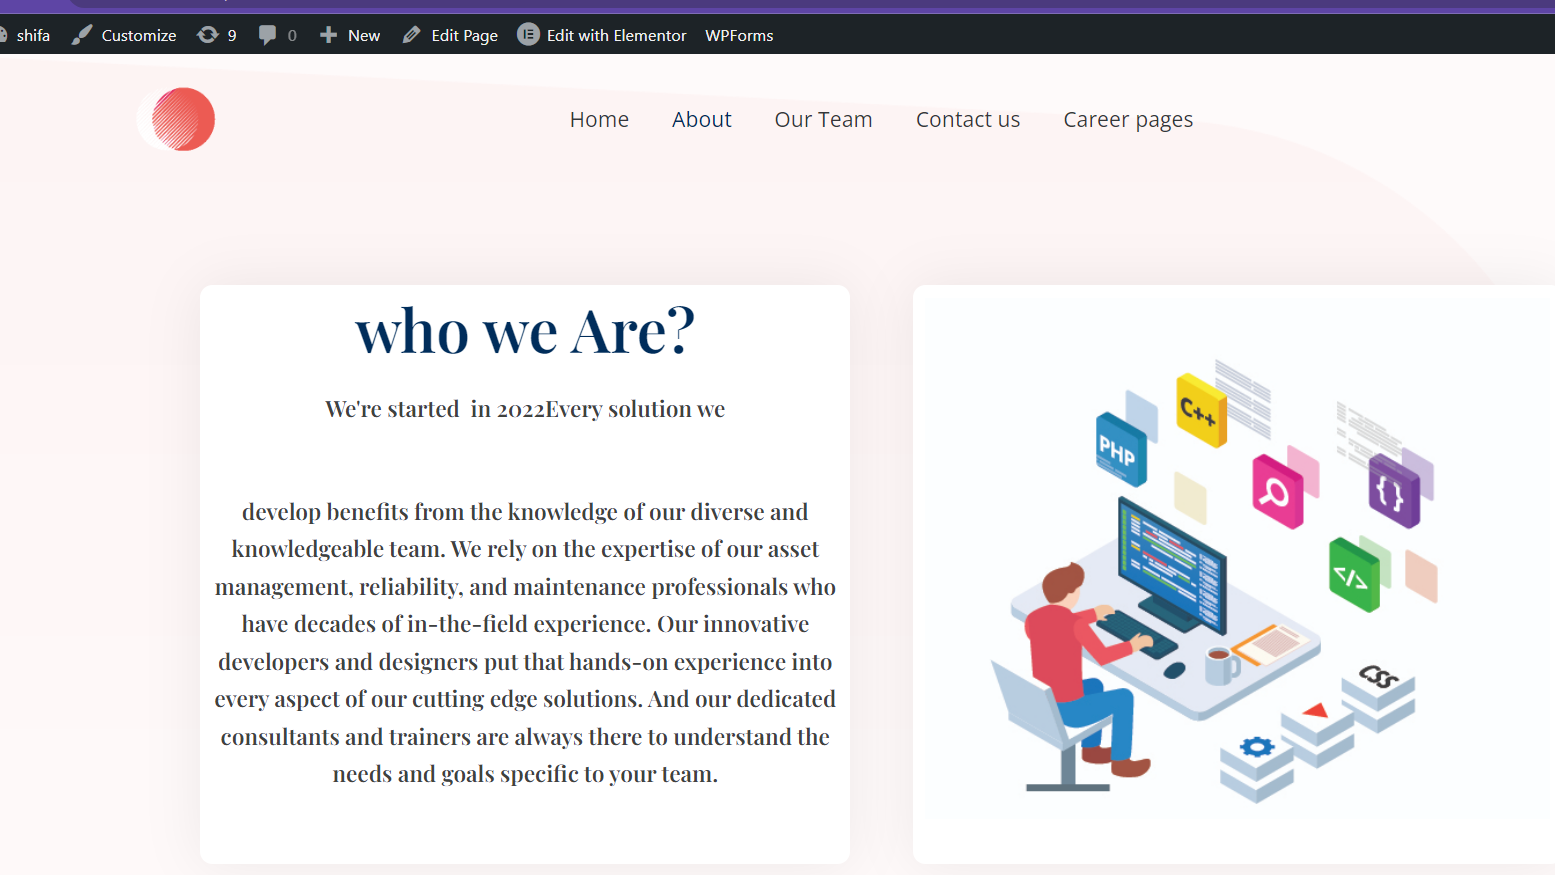 shifa Customize 9 0 New Edit Page Edit with Elementor WPForms
Home About Our Team Contact us Career pages
who we Are?
We're started  in 2022Every solution we
develop benefits from the knowledge of our diverse and
knowledgeable team. We rely on the expertise of our asset
management, reliability, and maintenance professionals who
have decades of in-the-field experience. Our innovative
developers and designers put that hands-on experience into
every aspect of our cutting edge solutions. And our dedicated
consultants and trainers are always there to understand the
needs and goals specific to your team.
C++
PHP
{}
</>
CSS